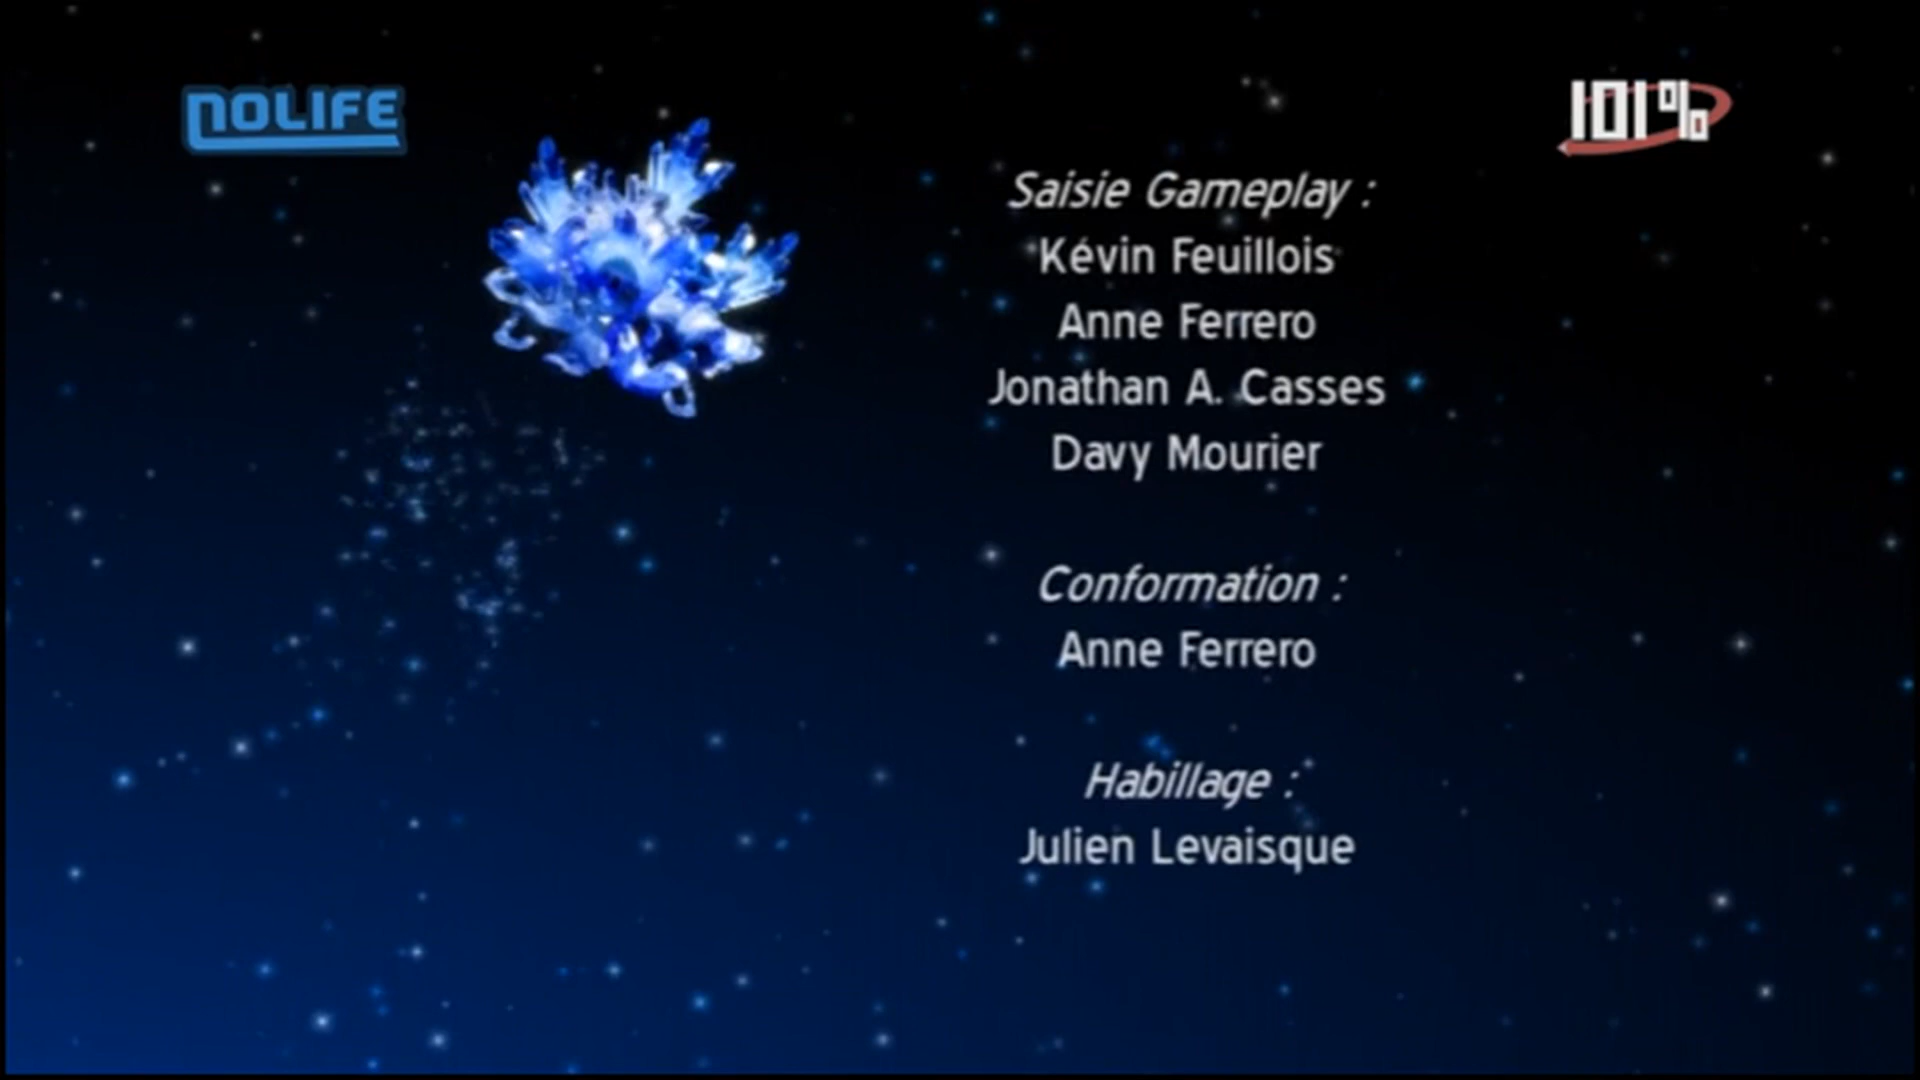 NOLIFE
101%
Saisie Gameplay :
Kévin Feuillois
Anne Ferrero
Jonathan A. Casses
Davy Mourier
Conformation :
Anne Ferrero
Habillage :
Julien Levaisque